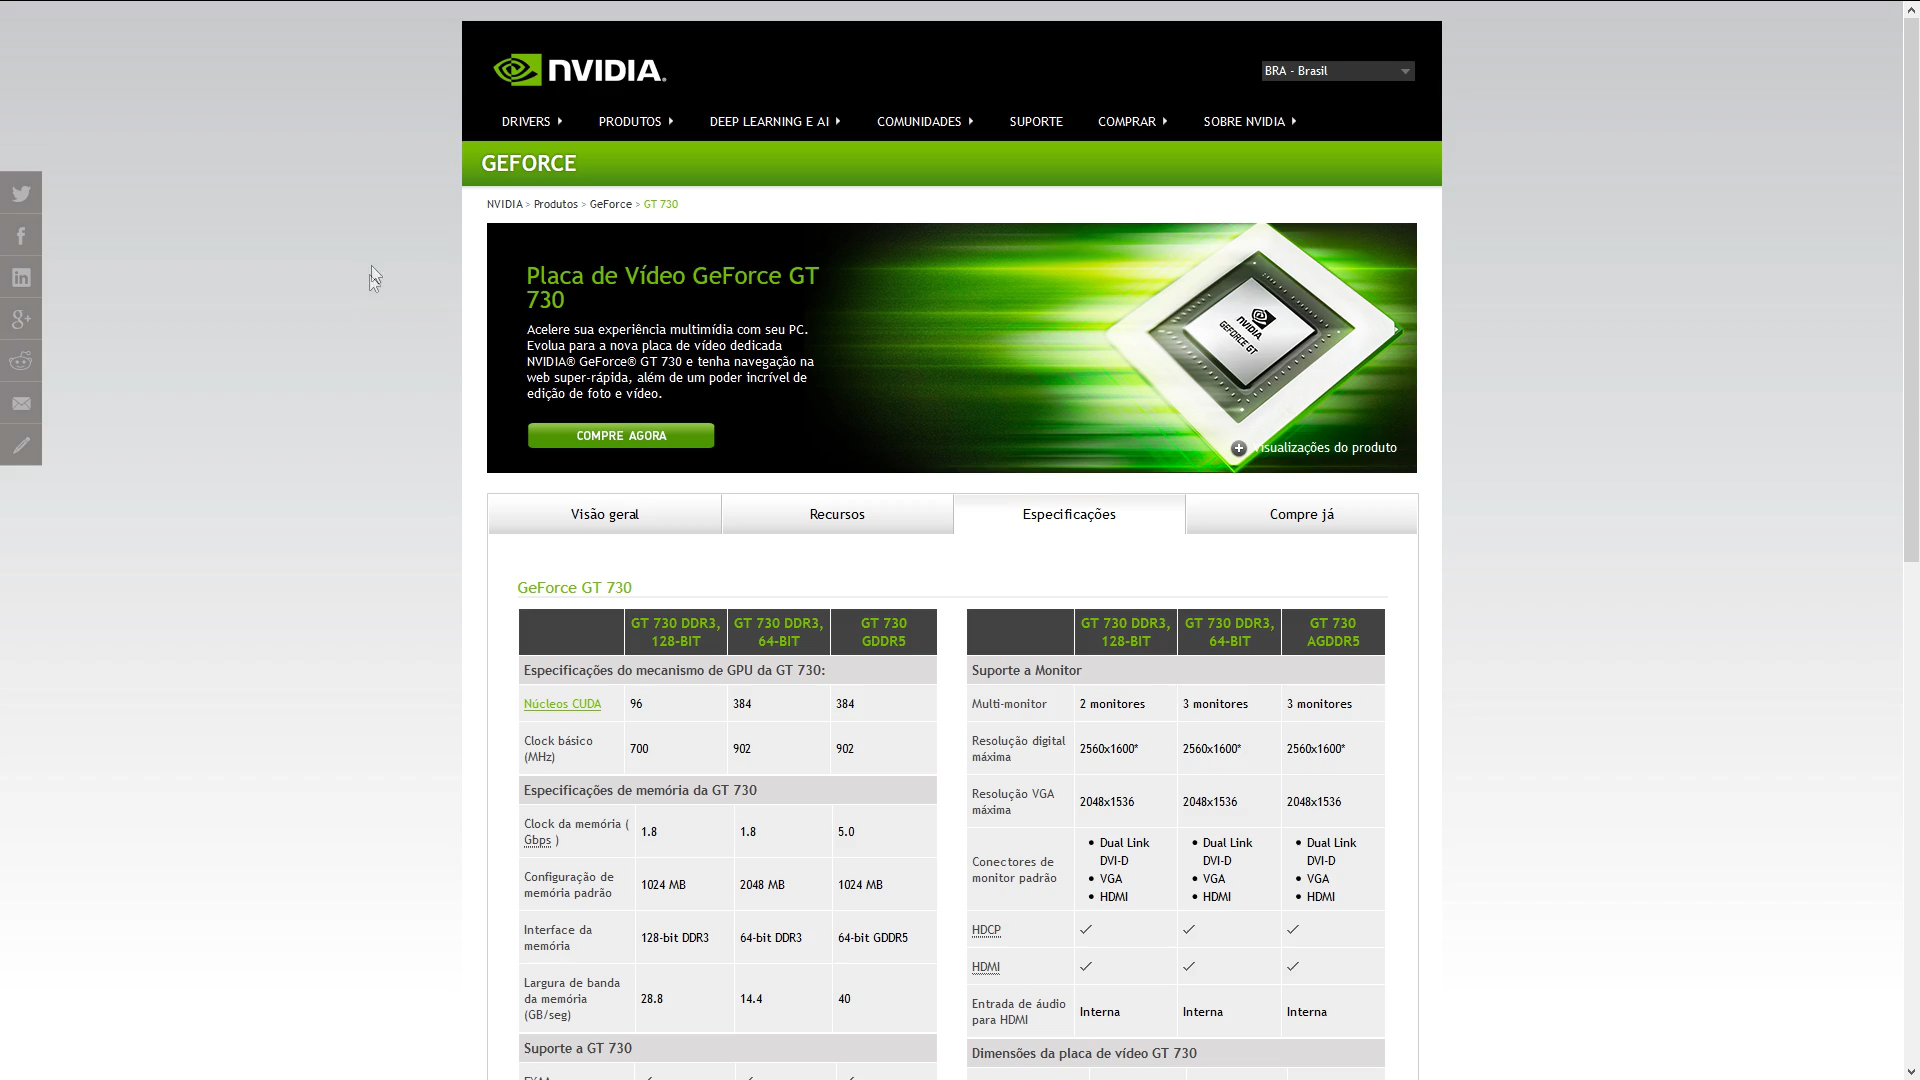 NVIDIA.
BRA - Brasil
DRIVERS PRODUTOS DEEP LEARNING E AI COMUNIDADES SUPORTE COMPRAR SOBRE NVIDIA
GEFORCE
NVIDIA > Produtos > GeForce > GT 730
Placa de Vídeo GeForce GT
730
Acelere sua experiência multimídia com seu PC.
Evolua para a nova placa de vídeo dedicada
NVIDIA® GeForce® GT 730 e tenha navegação na
web super-rápida, além de um poder incrível de
edição de foto e vídeo.
COMPRE AGORA
NVIDIA
GEFORCE GT
Visualizações do produto
Visão geral Recursos Especificações Compre já
GeForce GT 730
GT 730 DDR3, 128-BIT GT 730 DDR3, 64-BIT GT 730 GDDR5
Especificações do mecanismo de GPU da GT 730:
Núcleos CUDA 96 384 384
Clock básico (MHz) 700 902 902
Especificações de memória da GT 730
Clock da memória ( Gbps ) 1.8 1.8 5.0
Configuração de memória padrão 1024 MB 2048 MB 1024 MB
Interface da memória 128-bit DDR3 64-bit DDR3 64-bit GDDR5
Largura de banda da memória (GB/seg) 28.8 14.4 40
Suporte a GT 730
GT 730 DDR3, 128-BIT GT 730 DDR3, 64-BIT GT 730 AGDDR5
Suporte a Monitor
Multi-monitor 2 monitores 3 monitores 3 monitores
Resolução digital máxima 2560x1600* 2560x1600* 2560x1600*
Resolução VGA máxima 2048x1536 2048x1536 2048x1536
Conectores de monitor padrão • Dual Link DVI-D • VGA • HDMI • Dual Link DVI-D • VGA • HDMI • Dual Link DVI-D • VGA • HDMI
HDCP ✓ ✓ ✓
HDMI ✓ ✓ ✓
Entrada de áudio para HDMI Interna Interna Interna
Dimensões da placa de vídeo GT 730